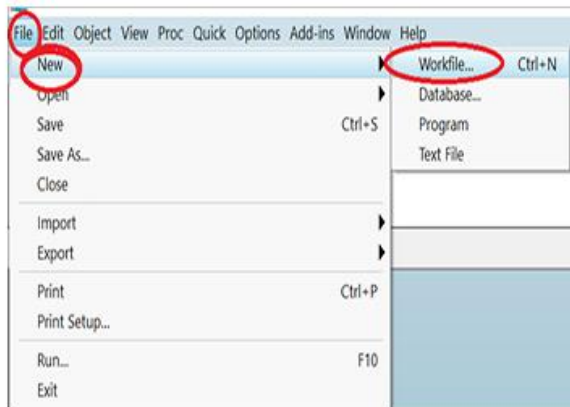 File Edit Object View Proc Quick Options Add-ins Window Help
New
Workfile... Ctrl+N
Open
Database...
Save Ctrl+S
Program
Save As...
Text File
Close
Import
Export
Print Ctrl+P
Print Setup...
Run... F10
Exit